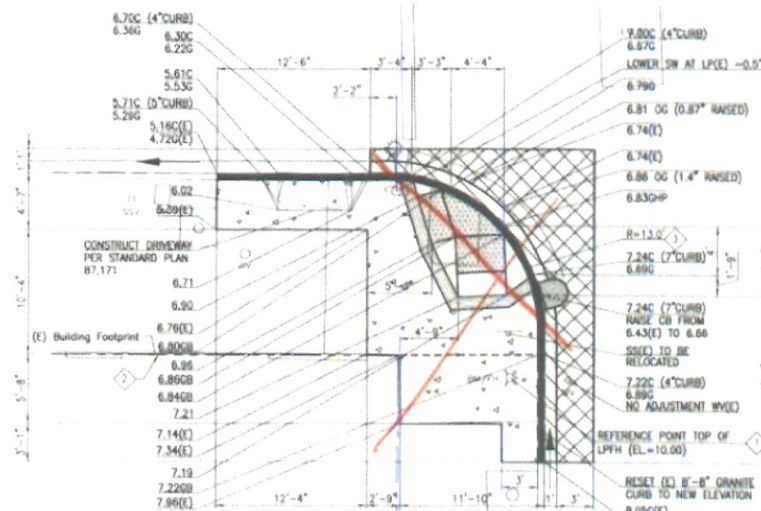 6.70C (4"CURB)
6.36G
6.30C
6.22G
5.61C
5.53G
5.71C (5"CURB)
5.29G
5.16C(E)
4.72G(E)
12'-6"
3'-4"
3'-3"
4'-4"
2'-2"
7.00C (4"CURB)
6.67G
LOWER SW AT LP(E) ~0.5"
6.79G
6.81 OG (0.87" RAISED)
6.74(E)
6.74(E)
6.86 OG (1.4" RAISED)
6.83GHP
R=13.0'
3
7.24C (7"CURB)
6.69G
7.24C (7"CURB)
RAISE CB FROM
6.43(E) TO 6.66
SS(E) TO BE
RELOCATED
7.22C (4"CURB)
6.89G
NO ADJUSTMENT WV(E)
REFERENCE POINT TOP OF
LPFH (EL.=10.00)
1
RESET (E) 8'-8" GRANITE
CURB TO NEW ELEVATION
8.05C(E)
1'-1"
4'-7"
10'-4"
5'-8"
3'-1"
6.02
CONSTRUCT DRIVEWAY
PER STANDARD PLAN
87,171
6.71
6.90
6.76(E)
6.80GB
6.96
6.86GB
6.84GB
7.21
7.14(E)
7.34(E)
7.19
7.22GB
7.96(E)
(E) Building Footprint
2
4'-9"
12'-4"
2'-9"
11'-10"
3'
1'
3'